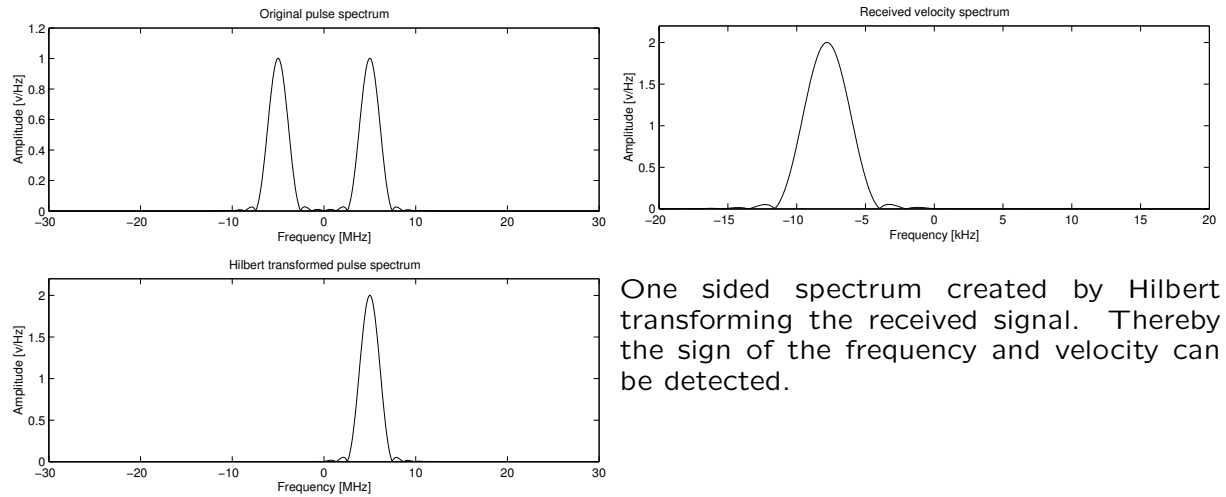 Original pulse spectrum
1.2
1
0.8
0.6
0.4
0.2
0
Amplitude [v/Hz]
−30 −20 −10 0 10 20 30
Frequency [MHz]
Received velocity spectrum
2
1.5
1
0.5
0
Amplitude [v/Hz]
−20 −15 −10 −5 0 5 10 15 20
Frequency [kHz]
Hilbert transformed pulse spectrum
2
1.5
1
0.5
0
Amplitude [v/Hz]
−30 −20 −10 0 10 20 30
Frequency [MHz]
One sided spectrum created by Hilbert
transforming the received signal. Thereby
the sign of the frequency and velocity can
be detected.